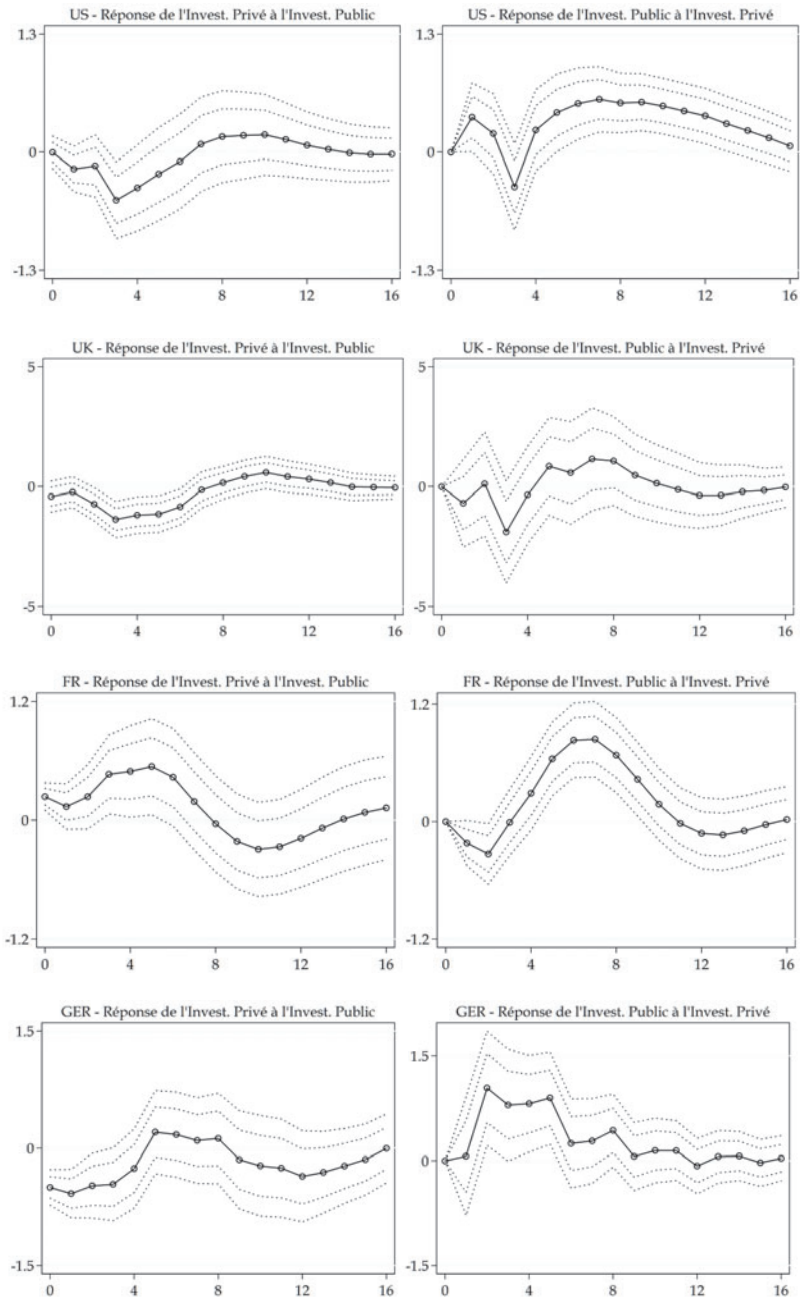 US - Réponse de l'Invest. Privé à l'Invest. Public
1.3
0
-1.3
0 4 8 12 16
US - Réponse de l'Invest. Public à l'Invest. Privé
1.3
0
-1.3
0 4 8 12 16
UK - Réponse de l'Invest. Privé à l'Invest. Public
5
0
-5
0 4 8 12 16
UK - Réponse de l'Invest. Public à l'Invest. Privé
5
0
-5
0 4 8 12 16
FR - Réponse de l'Invest. Privé à l'Invest. Public
1.2
0
-1.2
0 4 8 12 16
FR - Réponse de l'Invest. Public à l'Invest. Privé
1.2
0
-1.2
0 4 8 12 16
GER - Réponse de l'Invest. Privé à l'Invest. Public
1.5
0
-1.5
0 4 8 12 16
GER - Réponse de l'Invest. Public à l'Invest. Privé
1.5
0
-1.5
0 4 8 12 16